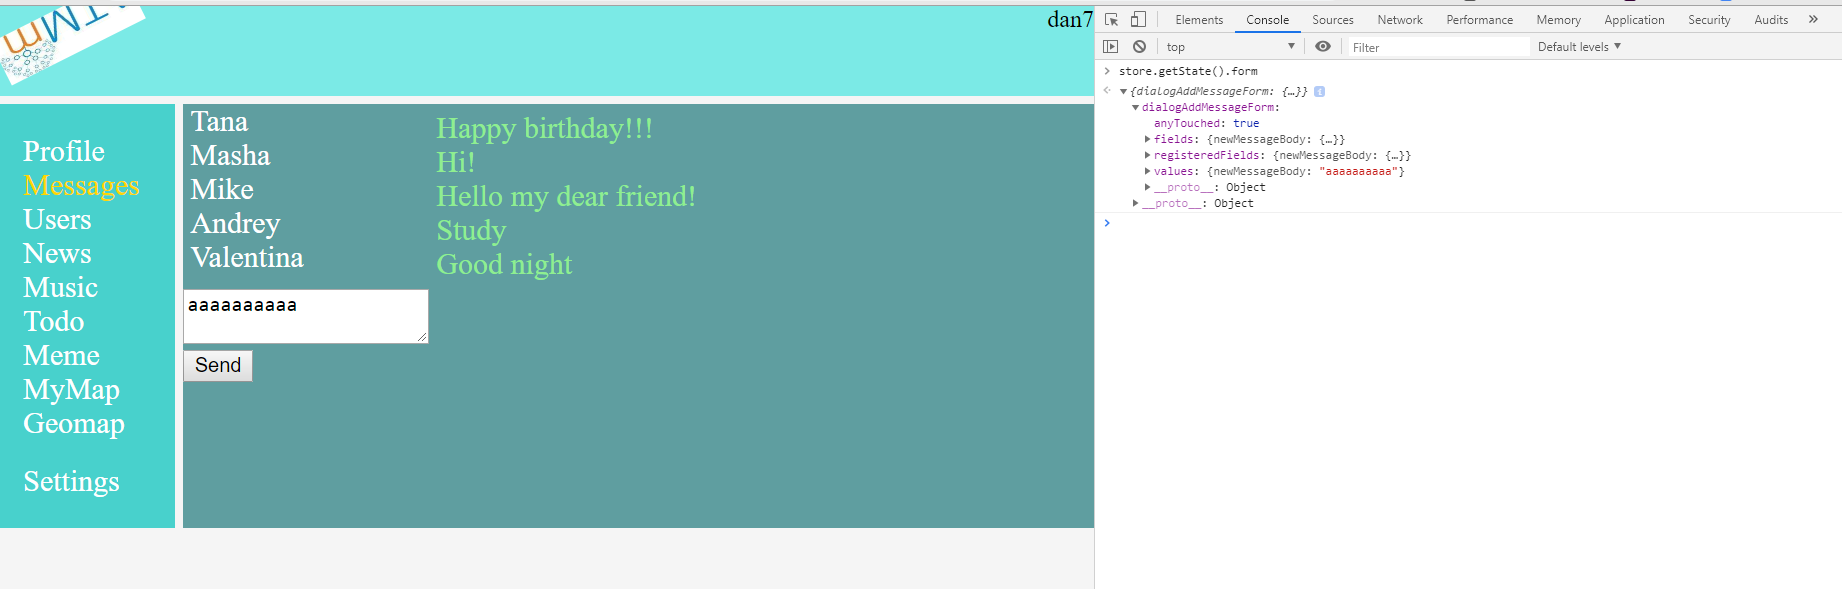 dan7
Profile
Messages
Users
News
Music
Todo
Meme
MyMap
Geomap
Settings
Tana
Masha
Mike
Andrey
Valentina
Happy birthday!!!
Hi!
Hello my dear friend!
Study
Good night
aaaaaaaaaa
Send
Elements Console Sources Network Performance Memory Application Security Audits »
top Filter Default levels
store.getState().form
{dialogAddMessageForm: {…}}
dialogAddMessageForm:
anyTouched: true
fields: {newMessageBody: {…}}
registeredFields: {newMessageBody: {…}}
values: {newMessageBody: "aaaaaaaaaa"}
__proto__: Object
__proto__: Object